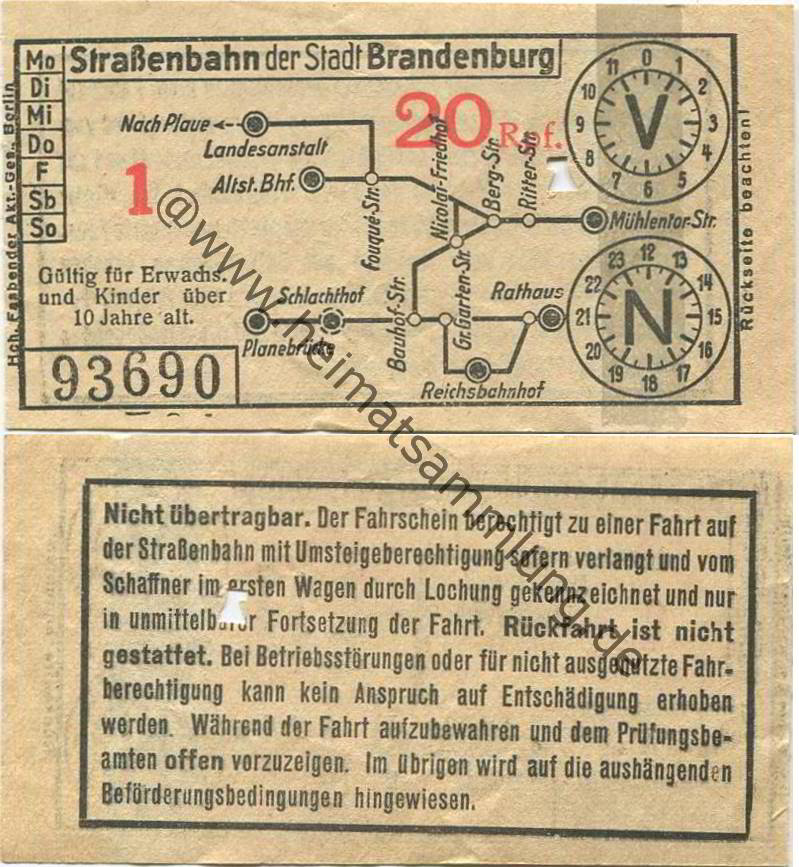 Mo
Di
Mi
Do
F
Sb
So
Straßenbahn der Stadt Brandenburg
20 Rpf.
1
Nach Plaue
Landesanstalt
Altst. Bhf.
Fouqué-Str.
Nicolai-Friedhof
Berg-Str.
Ritter-Str.
Mühlentor-Str.
Gültig für Erwachs.
und Kinder über
10 Jahre alt.
Schlachthof
Planebrücke
Bauhof-Str.
Gr. Garten-Str.
Rathaus
Reichsbahnhof
93690
0 1 2 3 4 5 6 7 8 9 10 11
V
12 13 14 15 16 17 18 19 20 21 22 23
N
Hch. Fasbender Akt.-Ges. Berlin
Rückseite beachten!
@www.heimatsammlung.de
Nicht übertragbar. Der Fahrschein berechtigt zu einer Fahrt auf
der Straßenbahn mit Umsteigeberechtigung sofern verlangt und vom
Schaffner im ersten Wagen durch Lochung gekennzeichnet und nur
in unmittelbarer Fortsetzung der Fahrt. Rückfahrt ist nicht
gestattet. Bei Betriebsstörungen oder für nicht ausgenutzte Fahr-
berechtigung kann kein Anspruch auf Entschädigung erhoben
werden. Während der Fahrt aufzubewahren und dem Prüfungsbe-
amten offen vorzuzeigen. Im übrigen wird auf die aushängenden
Beförderungsbedingungen hingewiesen.